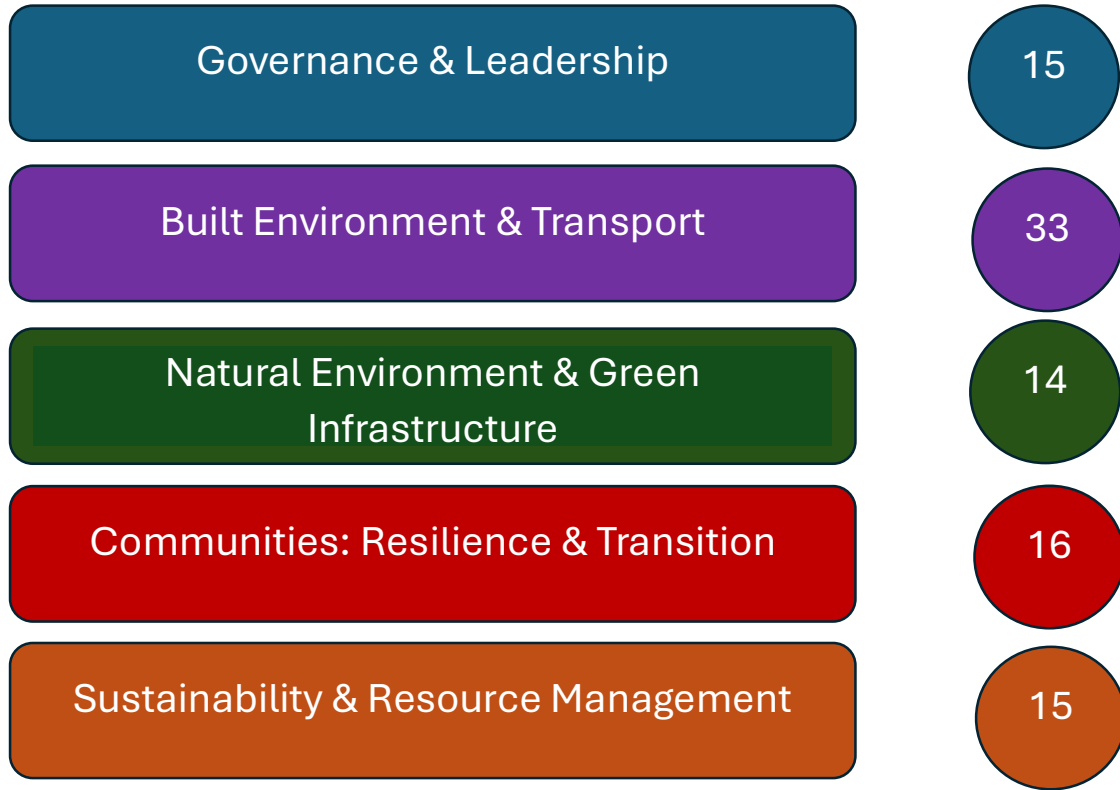 Governance & Leadership
15
Built Environment & Transport
33
Natural Environment & Green
Infrastructure
14
Communities: Resilience & Transition
16
Sustainability & Resource Management
15